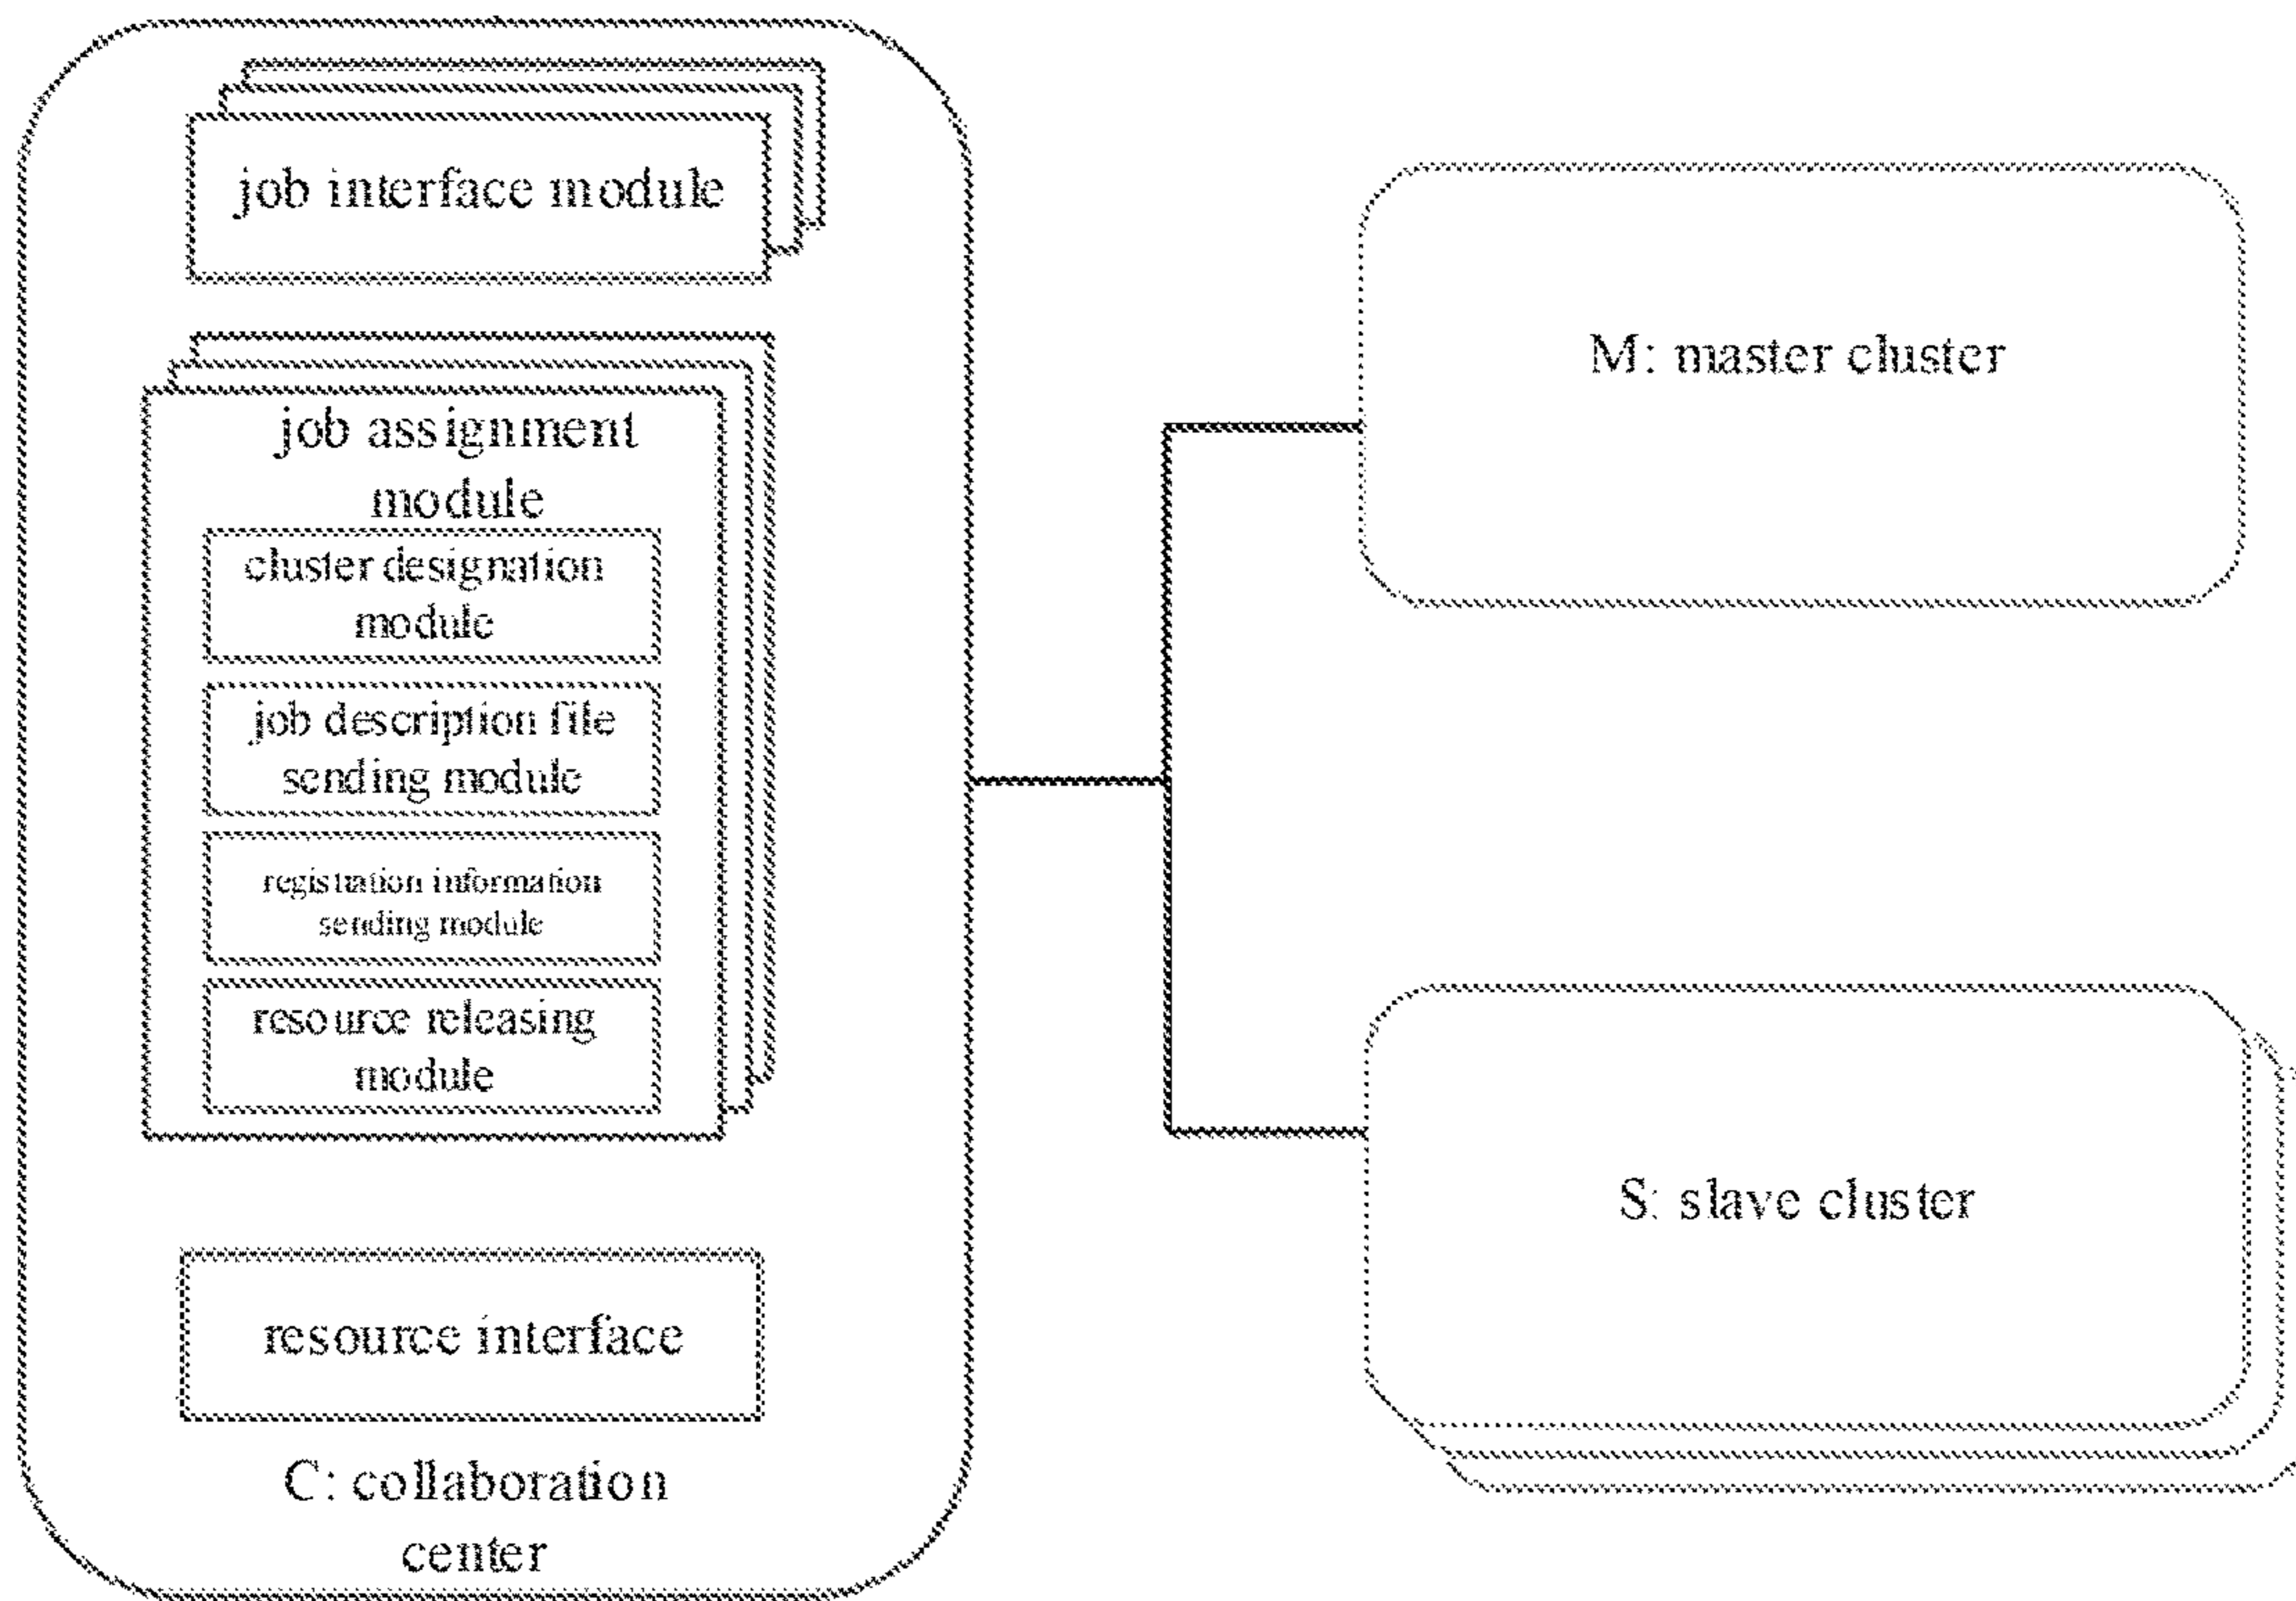 job interface module
job assignment
module
cluster designation
module
job description file
sending module
registration information
sending module
resource releasing
module
resource interface
C: collaboration
center
M: master cluster
S: slave cluster